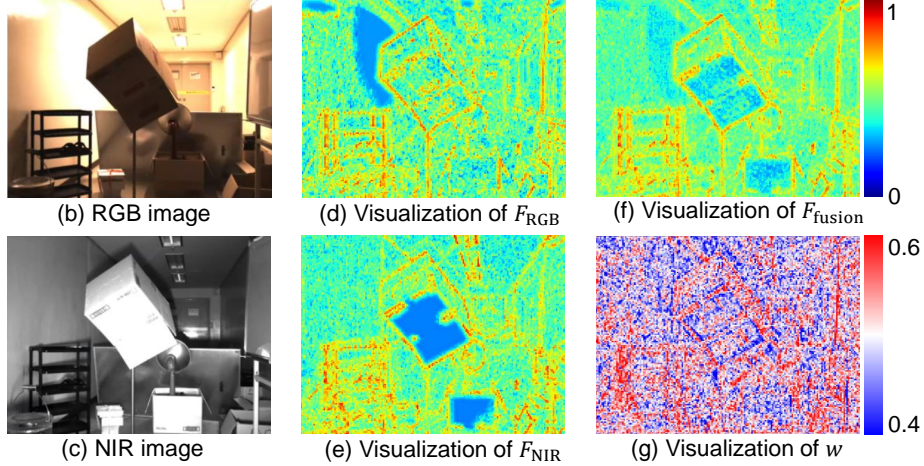 1
0
(b) RGB image
(d) Visualization of F_RGB
(f) Visualization of F_fusion
0.6
0.4
(c) NIR image
(e) Visualization of F_NIR
(g) Visualization of w